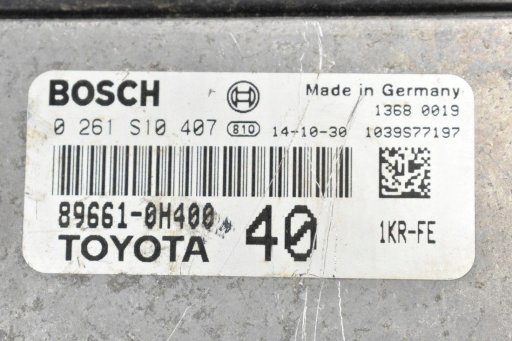 BOSCH Made in Germany
1368 0019
0 261 S10 407 810 14-10-30 1039S77197
89661-0H400 40 1KR-FE
TOYOTA